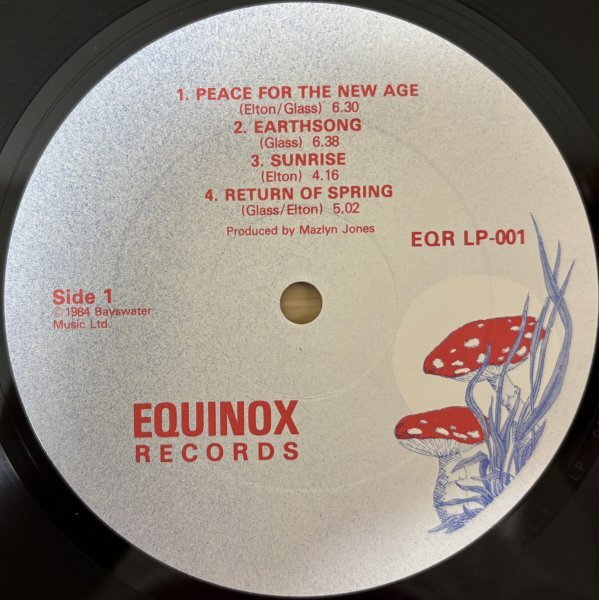 1. PEACE FOR THE NEW AGE
(Elton/Glass) 6.30
2. EARTHSONG
(Glass) 6.38
3. SUNRISE
(Elton) 4.16
4. RETURN OF SPRING
(Glass/Elton) 5.02
Produced by Mazlyn Jones
EQR LP-001
Side 1
© 1984 Bayswater
Music Ltd.
EQUINOX
RECORDS